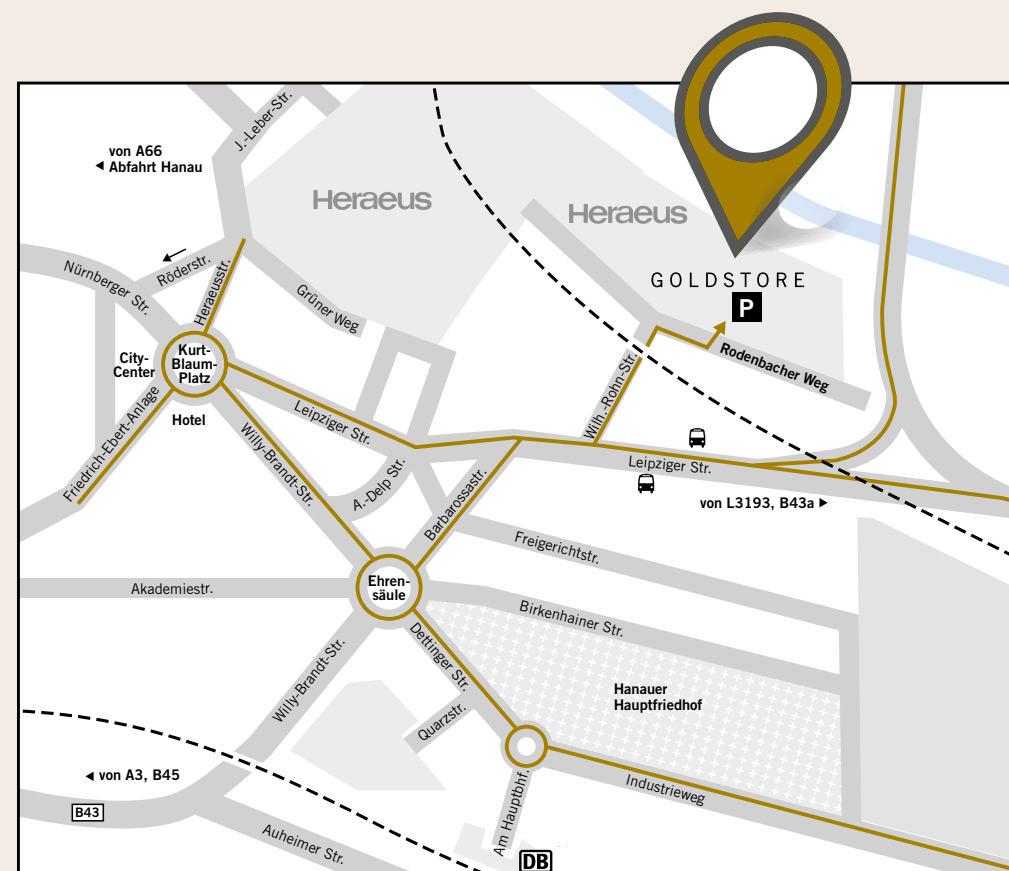 J.-Leber-Str.
von A66
Abfahrt Hanau
Heraeus
Heraeus
Nürnberger Str.
Röderstr.
Heraeusstr.
Grüner Weg
GOLDSTORE
P
Rodenbacher Weg
Wilh.-Rohn-Str.
City-
Center
Kurt-
Blaum-
Platz
Hotel
Friedrich-Ebert-Anlage
Leipziger Str.
Willy-Brandt-Str.
A.-Delp Str.
Barbarossastr.
Leipziger Str.
von L3193, B43a
Freigerichtstr.
Akademiestr.
Ehren-
säule
Birkenhainer Str.
Dettinger Str.
Willy-Brandt-Str.
Hanauer
Hauptfriedhof
Quarzstr.
von A3, B45
B43
Industrieweg
Am Hauptbhf.
Auheimer Str.
DB